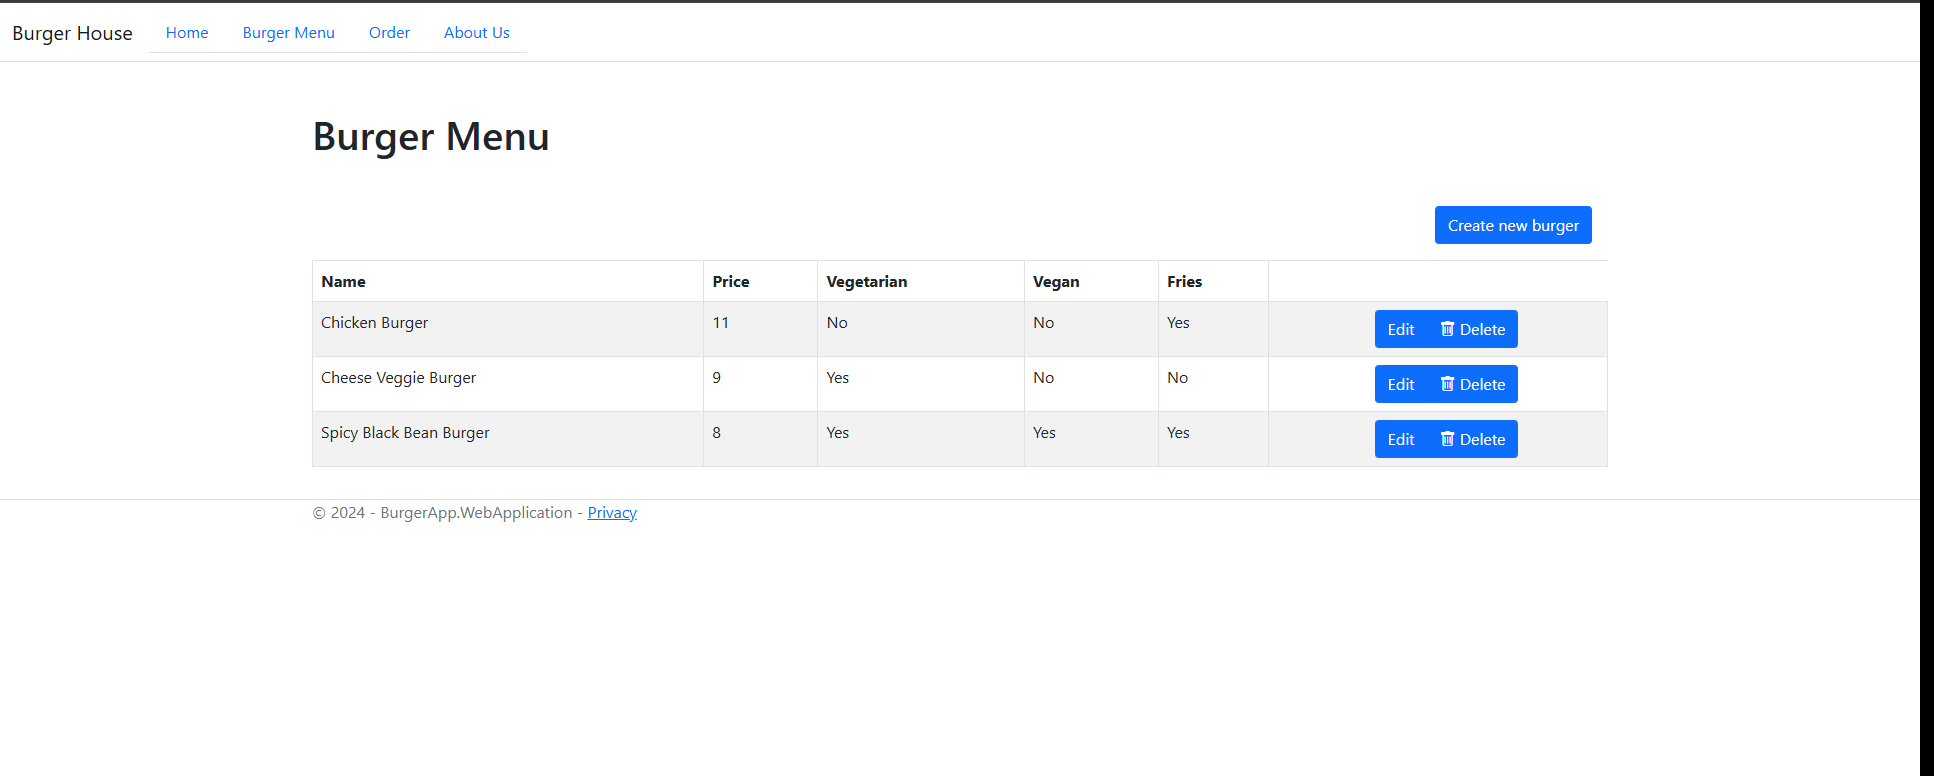 Burger House Home Burger Menu Order About Us
Burger Menu
Create new burger
Name Price Vegetarian Vegan Fries
Chicken Burger 11 No No Yes Edit Delete
Cheese Veggie Burger 9 Yes No No Edit Delete
Spicy Black Bean Burger 8 Yes Yes Yes Edit Delete
© 2024 - BurgerApp.WebApplication - Privacy